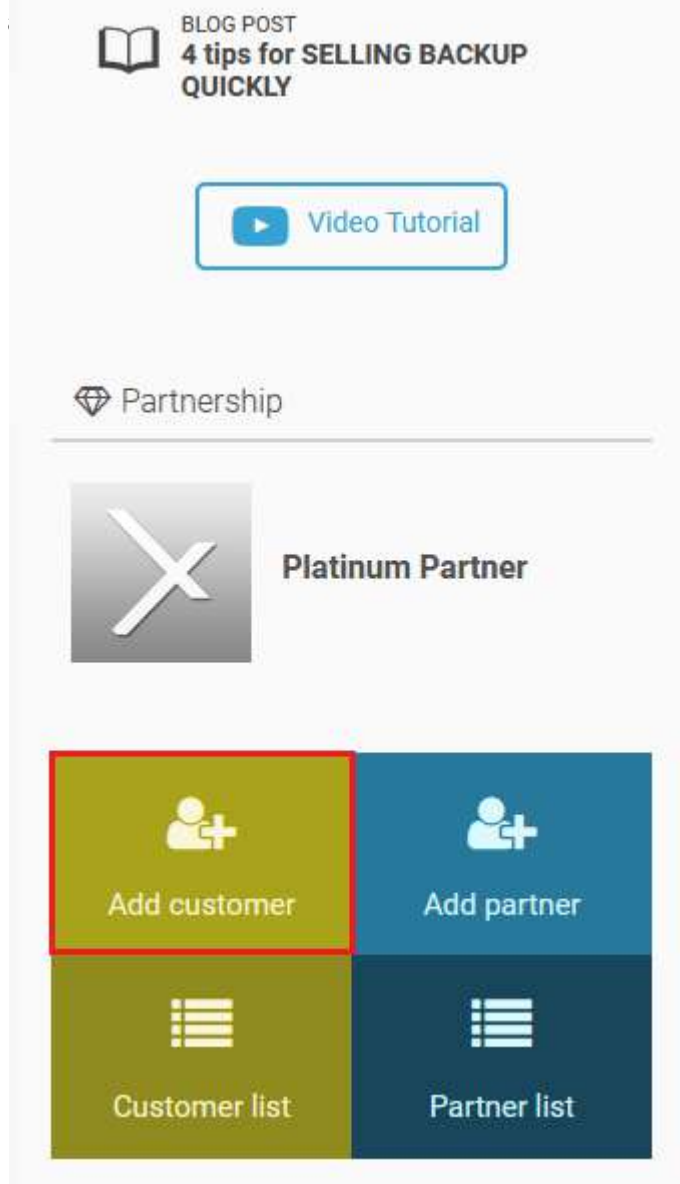 BLOG POST
4 tips for SELLING BACKUP
QUICKLY
Video Tutorial
Partnership
Platinum Partner
Add customer
Add partner
Customer list
Partner list